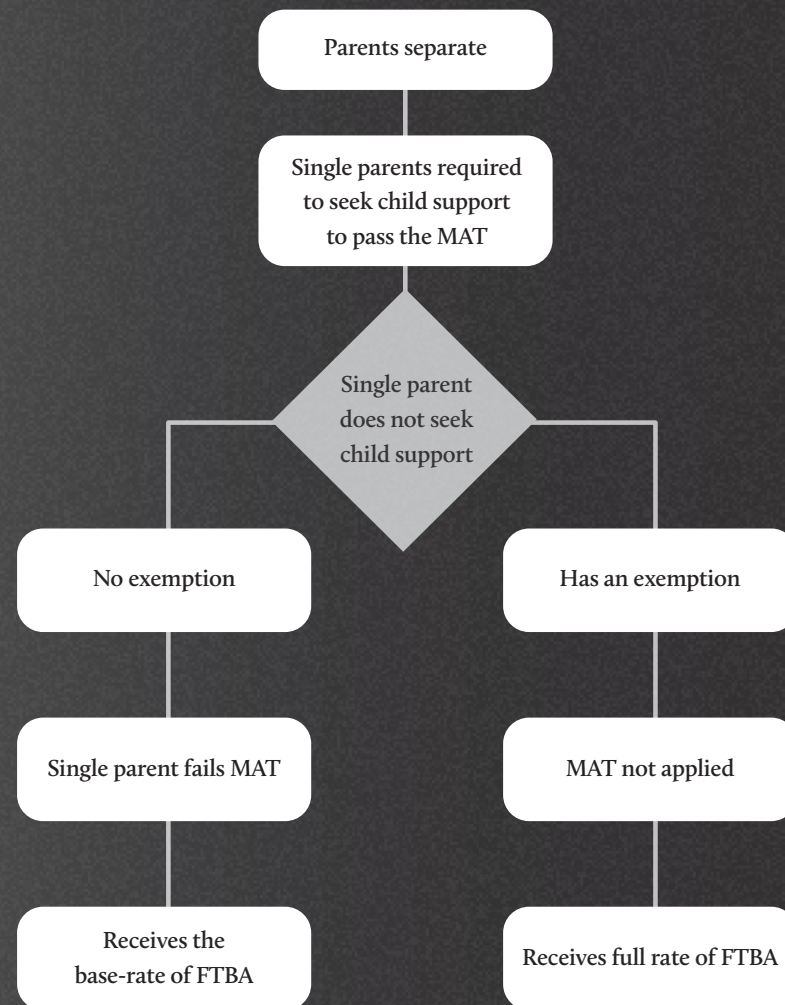 Parents separate
Single parents required
to seek child support
to pass the MAT
Single parent
does not seek
child support
No exemption
Has an exemption
Single parent fails MAT
MAT not applied
Receives the
base-rate of FTBA
Receives full rate of FTBA